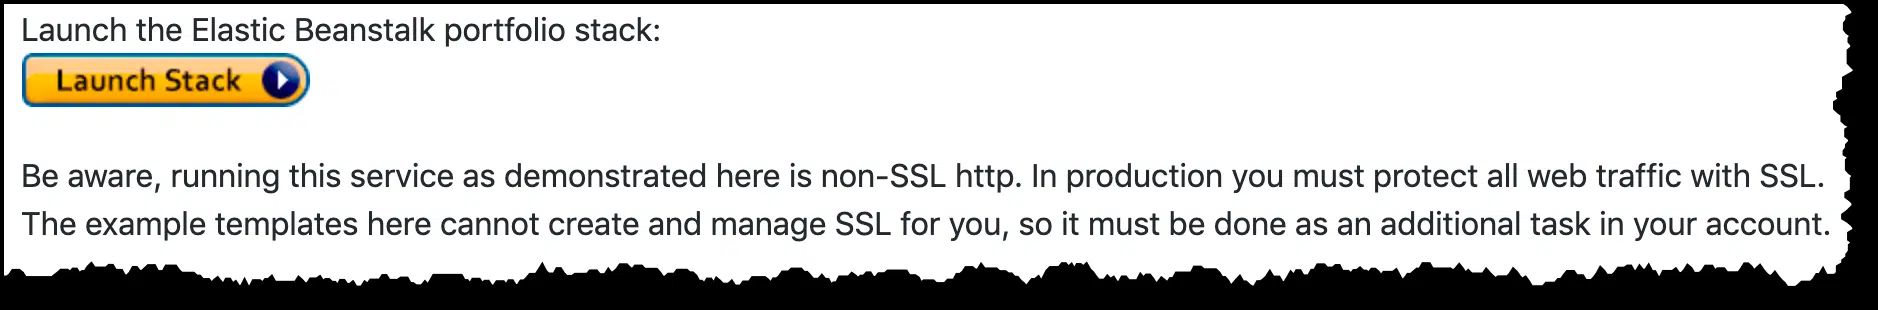 Launch the Elastic Beanstalk portfolio stack:
Launch Stack
Be aware, running this service as demonstrated here is non-SSL http. In production you must protect all web traffic with SSL.
The example templates here cannot create and manage SSL for you, so it must be done as an additional task in your account.